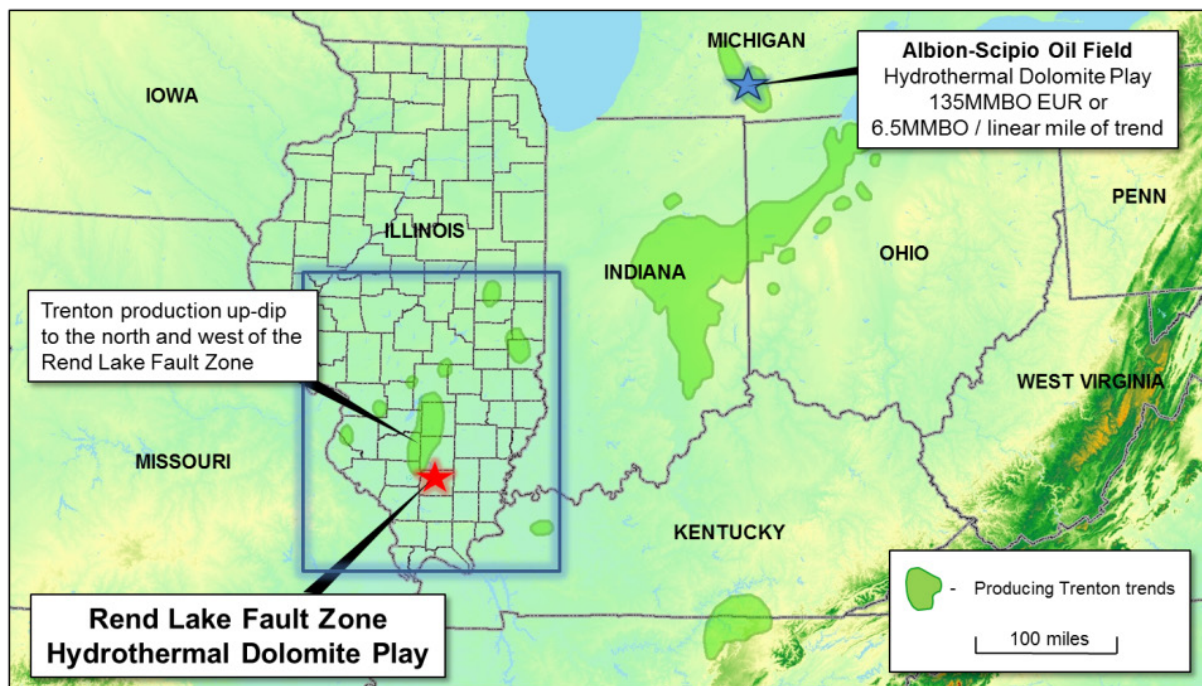 MICHIGAN
Albion-Scipio Oil Field
Hydrothermal Dolomite Play
135MMBO EUR or
6.5MMBO / linear mile of trend
IOWA
PENN
ILLINOIS
INDIANA
OHIO
Trenton production up-dip
to the north and west of the
Rend Lake Fault Zone
WEST VIRGINIA
MISSOURI
KENTUCKY
Rend Lake Fault Zone
Hydrothermal Dolomite Play
- Producing Trenton trends
100 miles